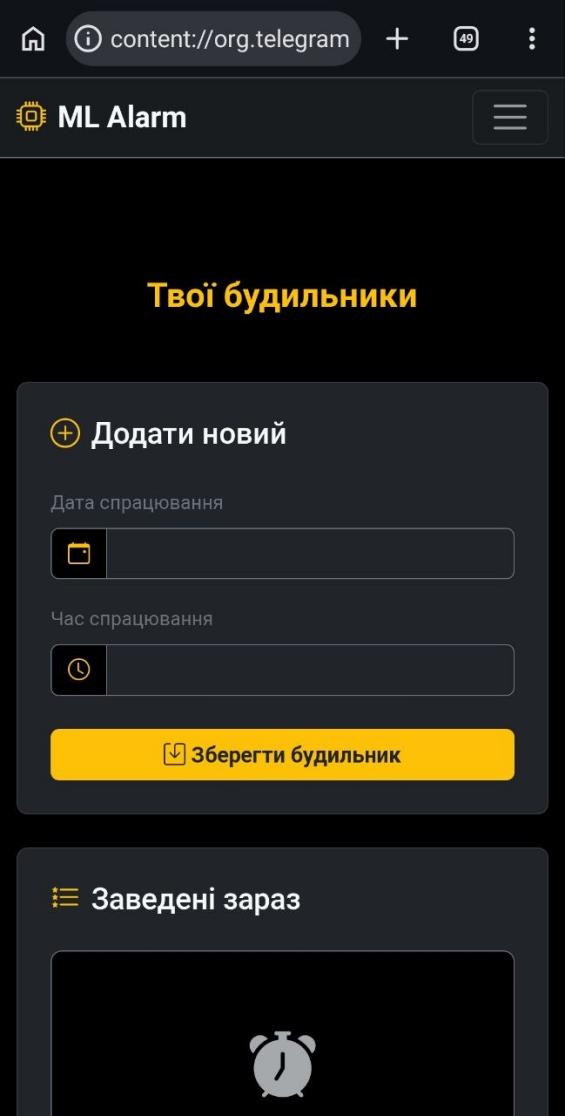 content://org.telegram
49
ML Alarm
Твої будильники
Додати новий
Дата спрацювання
Час спрацювання
Зберегти будильник
Заведені зараз